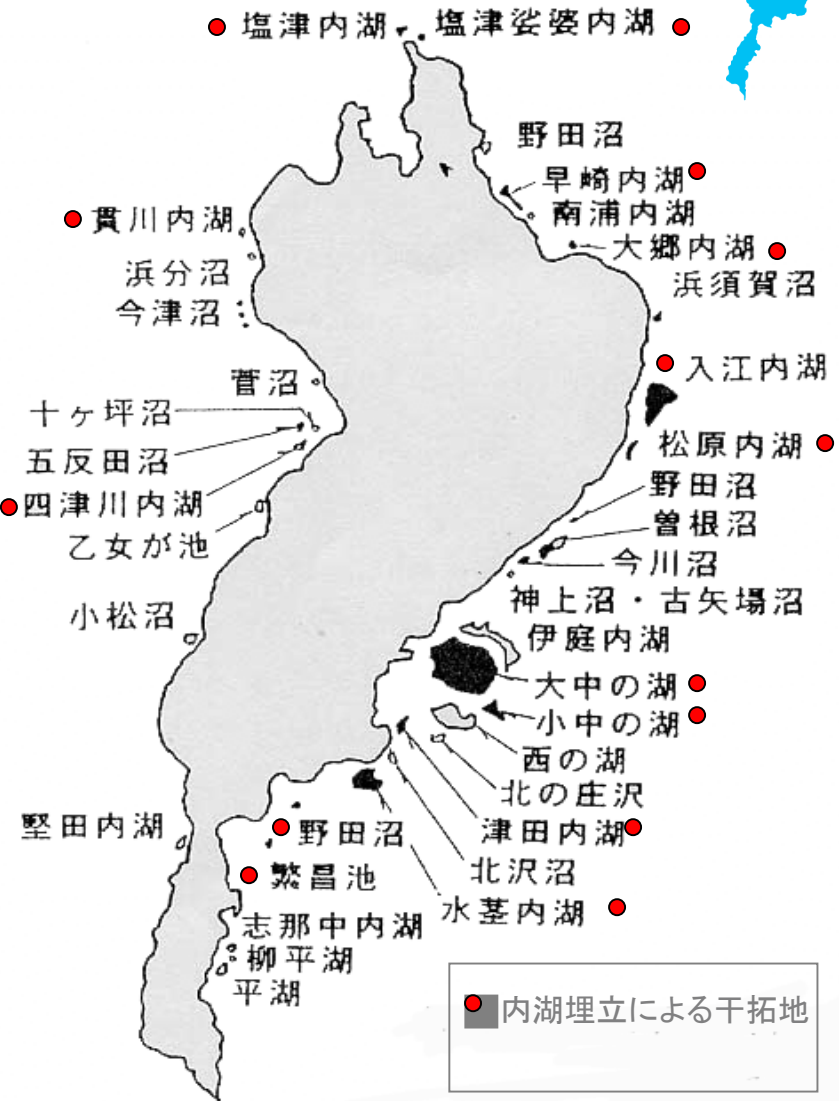 塩津内湖
塩津娑婆内湖
野田沼
早崎内湖
南浦内湖
貫川内湖
大郷内湖
浜分沼
浜須賀沼
今津沼
入江内湖
菅沼
十ヶ坪沼
松原内湖
五反田沼
野田沼
四津川内湖
曽根沼
乙女が池
今川沼
神上沼・古矢場沼
小松沼
伊庭内湖
大中の湖
小中の湖
西の湖
北の庄沢
堅田内湖
野田沼
津田内湖
繁昌池
北沢沼
水茎内湖
志那中内湖
柳平湖
平湖
内湖埋立による干拓地